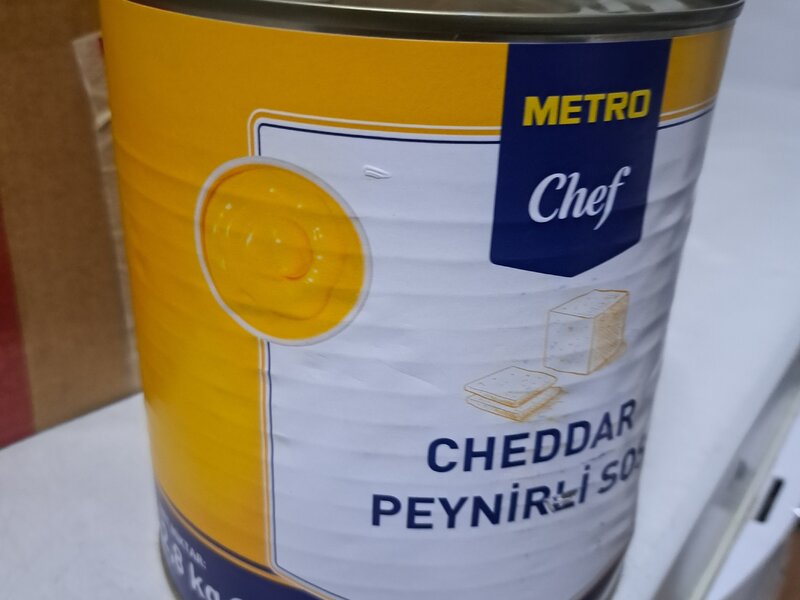 METRO
Chef
CHEDDAR
PEYNİRLİ SOS